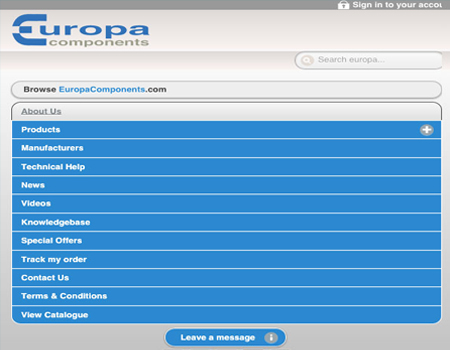 Sign in to your accou
Europa
components
Search europa...
Browse EuropaComponents.com
About Us
Products
Manufacturers
Technical Help
News
Videos
Knowledgebase
Special Offers
Track my order
Contact Us
Terms & Conditions
View Catalogue
Leave a message